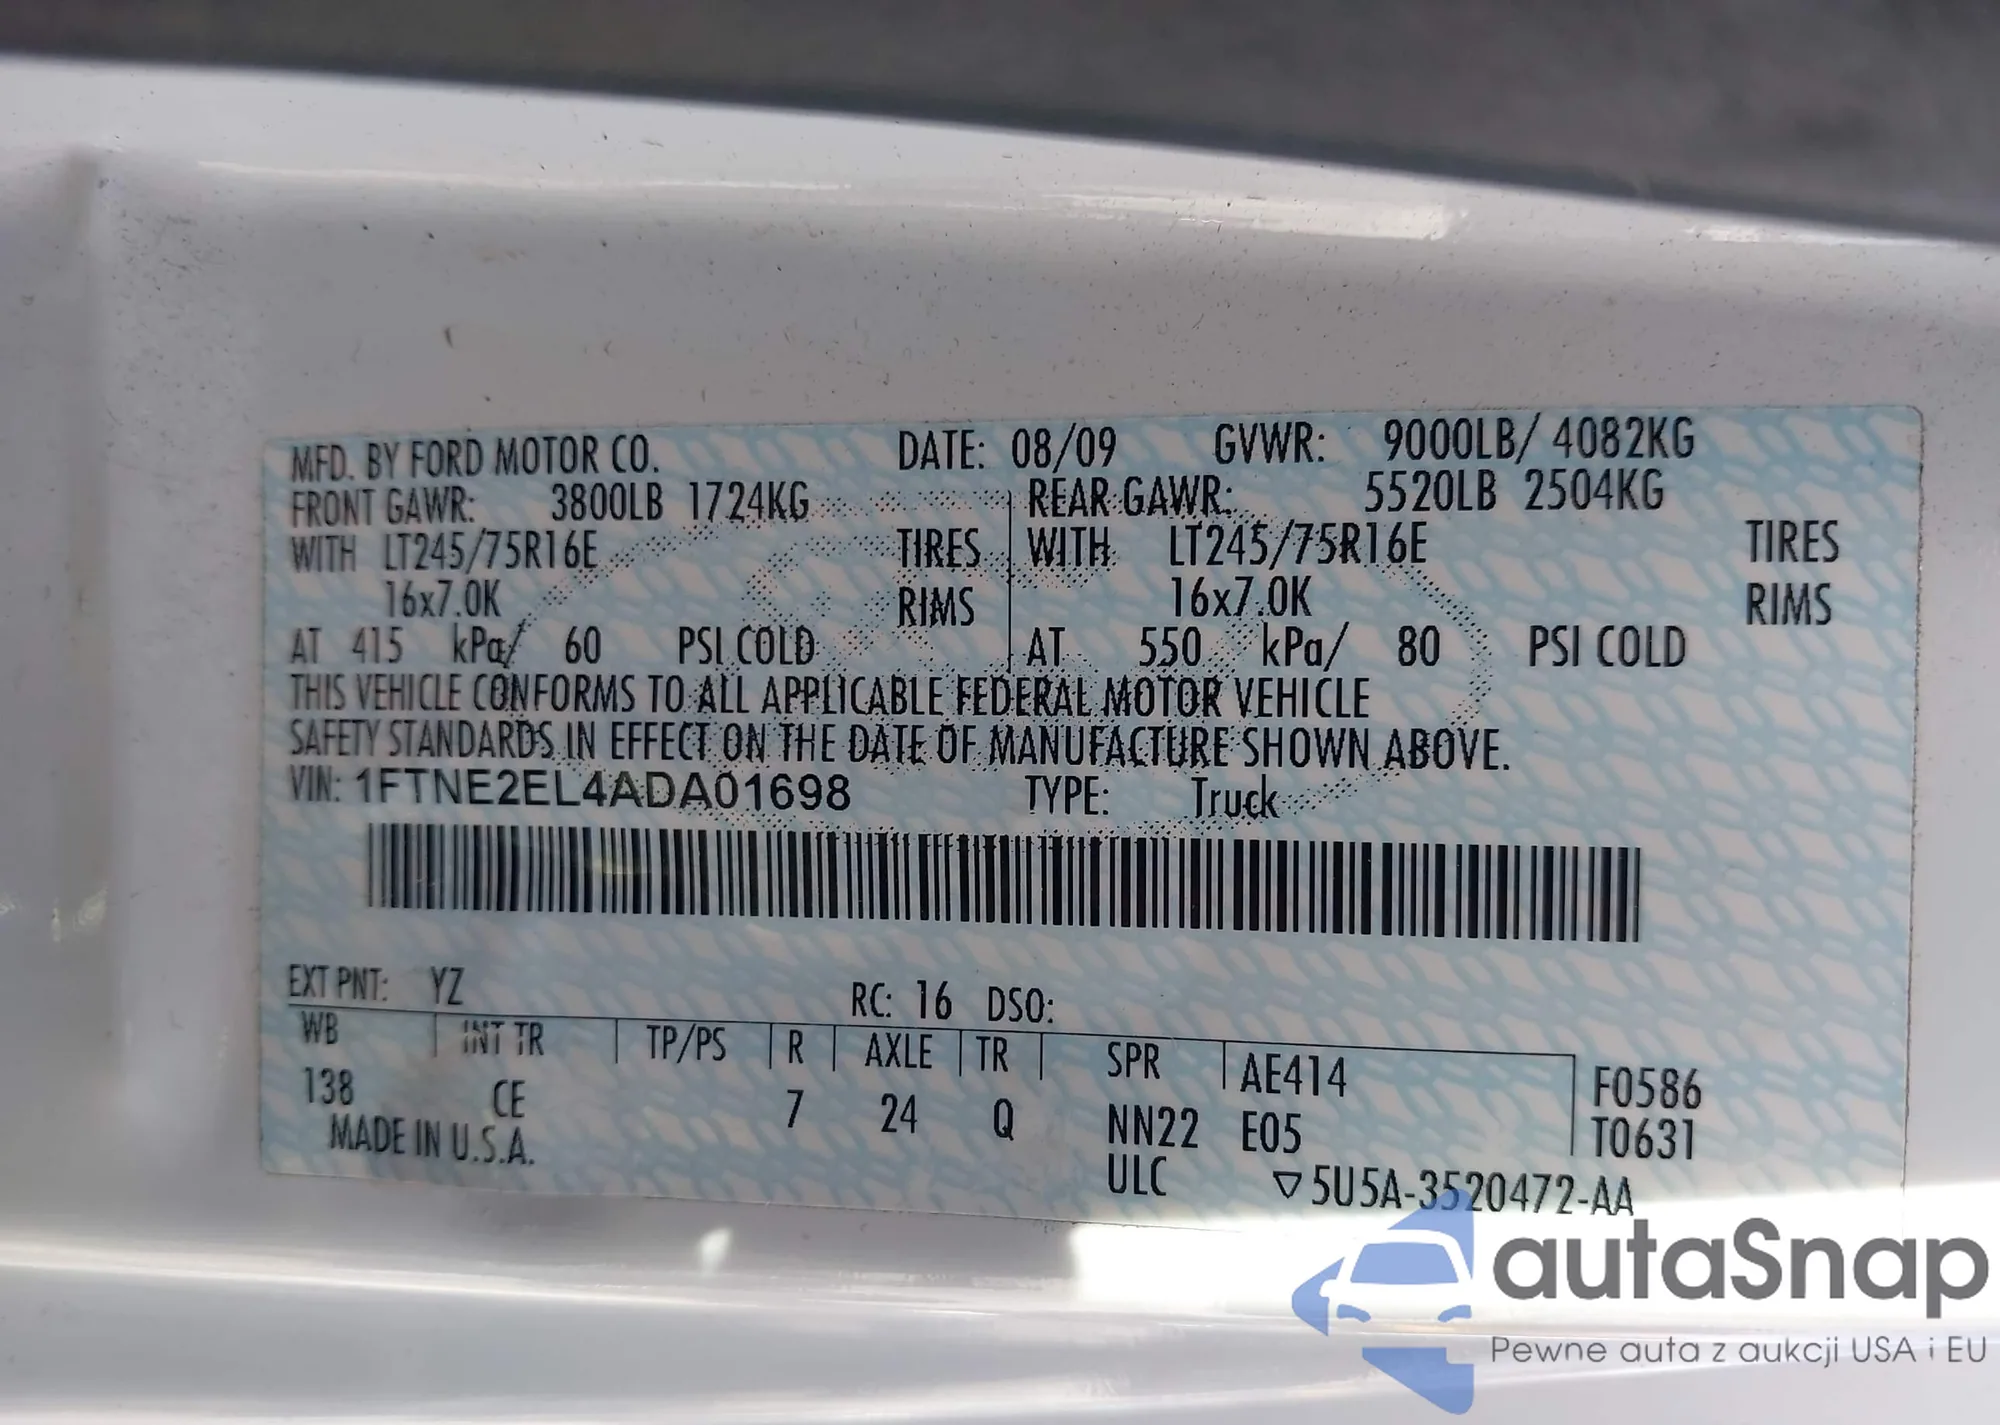 MFD. BY FORD MOTOR CO. DATE: 08/09 GVWR: 9000LB/ 4082KG
FRONT GAWR: 3800LB 1724KG REAR GAWR: 5520LB 2504KG
WITH LT245/75R16E TIRES WITH LT245/75R16E TIRES
16x7.0K RIMS 16x7.0K RIMS
AT 415 kPa/ 60 PSI COLD AT 550 kPa/ 80 PSI COLD
THIS VEHICLE CONFORMS TO ALL APPLICABLE FEDERAL MOTOR VEHICLE
SAFETY STANDARDS IN EFFECT ON THE DATE OF MANUFACTURE SHOWN ABOVE.
VIN: 1FTNE2EL4ADA01698 TYPE: Truck
EXT PNT: YZ RC: 16 DSO:
WB INT TR TP/PS R AXLE TR SPR AE414 F0586
138 CE 7 24 Q NN22 E05 T0631
MADE IN U.S.A. ULC ▽5U5A-3520472-AA
autaSnap
Pewne auta z aukcji USA i EU